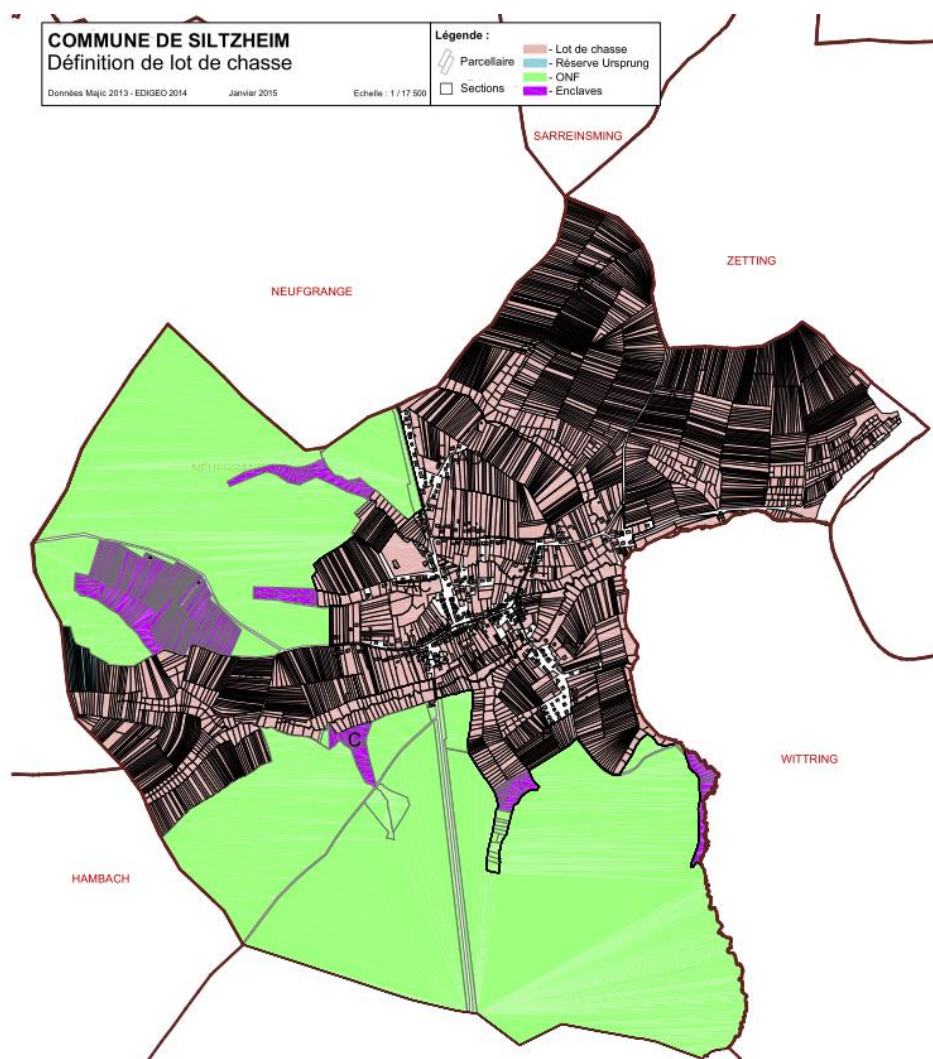 COMMUNE DE SILTZHEIM
Définition de lot de chasse
Données Majic 2013 - EDIGEO 2014 Janvier 2015 Echelle : 1 / 17 500
Légende :
Parcellaire
Sections
- Lot de chasse
- Réserve Ursprung
- ONF
- Enclaves
SARREINSMING
ZETTING
NEUFGRANGE
NEUFGRANGE
C
WITTRING
HAMBACH